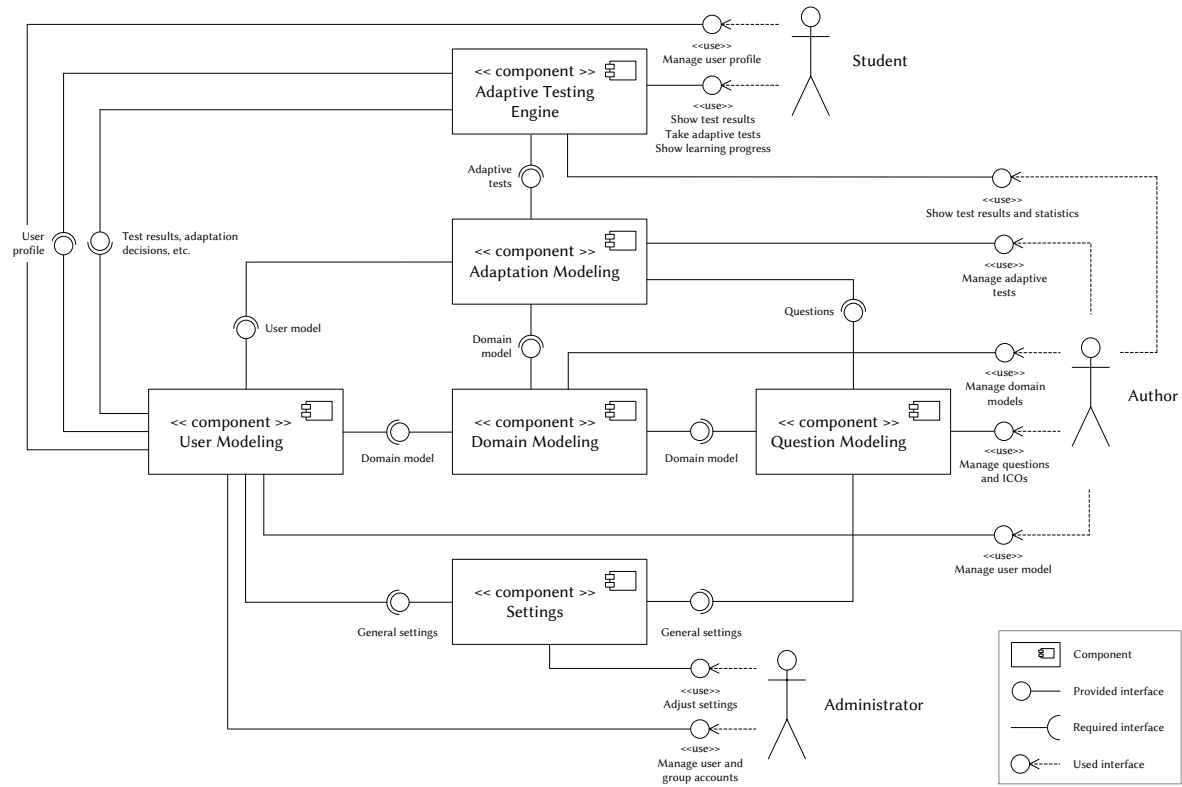 <<use>>
Manage user profile
Student
<< component >>
Adaptive Testing
Engine
<<use>>
Show test results
Take adaptive tests
Show learning progress
Adaptive
tests
<<use>>
Show test results and statistics
User
profile
Test results, adaptation
decisions, etc.
<< component >>
Adaptation Modeling
<<use>>
Manage adaptive
tests
User model
Domain
model
Questions
<<use>>
Manage domain
models
Author
<< component >>
User Modeling
Domain model
<< component >>
Domain Modeling
Domain model
<< component >>
Question Modeling
<<use>>
Manage questions
and ICOs
<<use>>
Manage user model
General settings
<< component >>
Settings
General settings
<<use>>
Adjust settings
Administrator
<<use>>
Manage user and
group accounts
Component
Provided interface
Required interface
Used interface